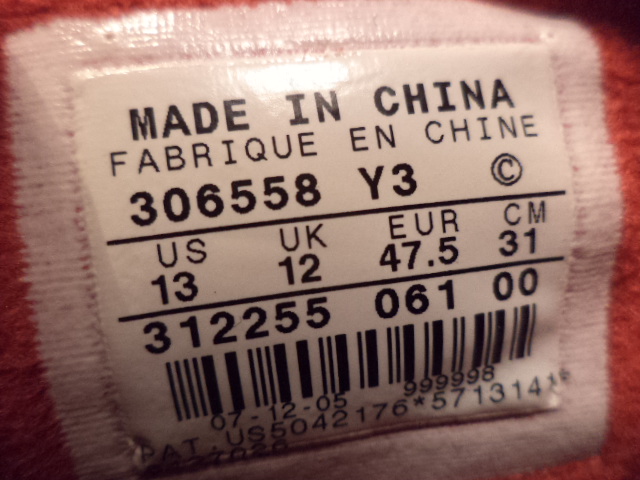 MADE IN CHINA
FABRIQUE EN CHINE
306558 Y3 ©
US UK EUR CM
13 12 47.5 31
312255 061 00
07-12-05 999998
PAT.US5042176*5713141*